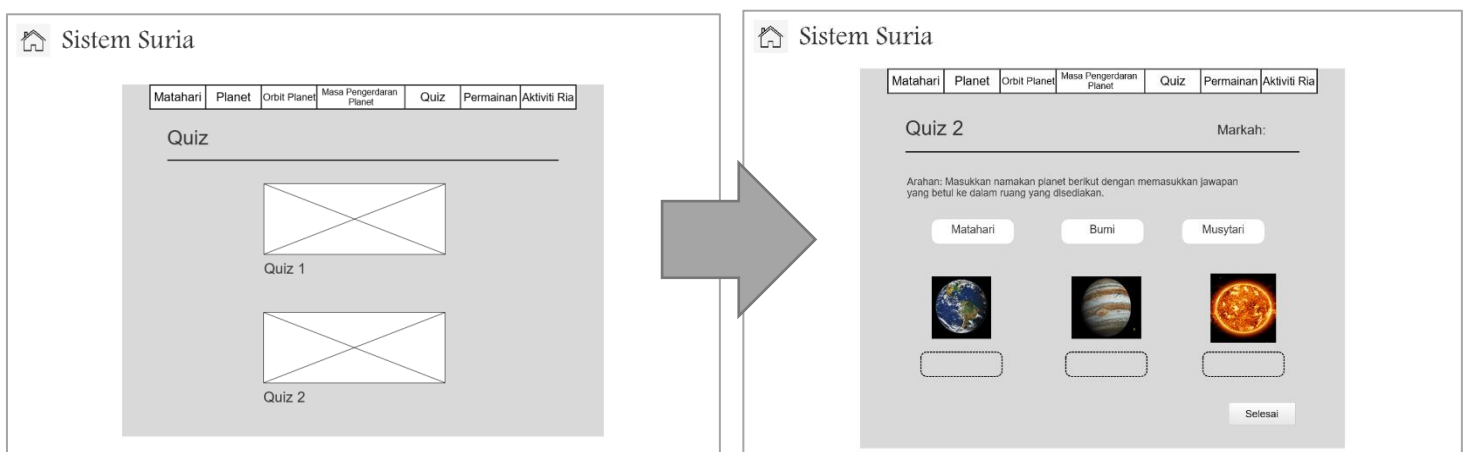 Sistem Suria
Matahari Planet Orbit Planet Masa Pengerdaran Planet Quiz Permainan Aktiviti Ria
Quiz
Quiz 1
Quiz 2
Sistem Suria
Matahari Planet Orbit Planet Masa Pengerdaran Planet Quiz Permainan Aktiviti Ria
Quiz 2 Markah:
Arahan: Masukkan namakan planet berikut dengan memasukkan jawapan
yang betul ke dalam ruang yang disediakan.
Matahari Bumi Musytari
Selesai